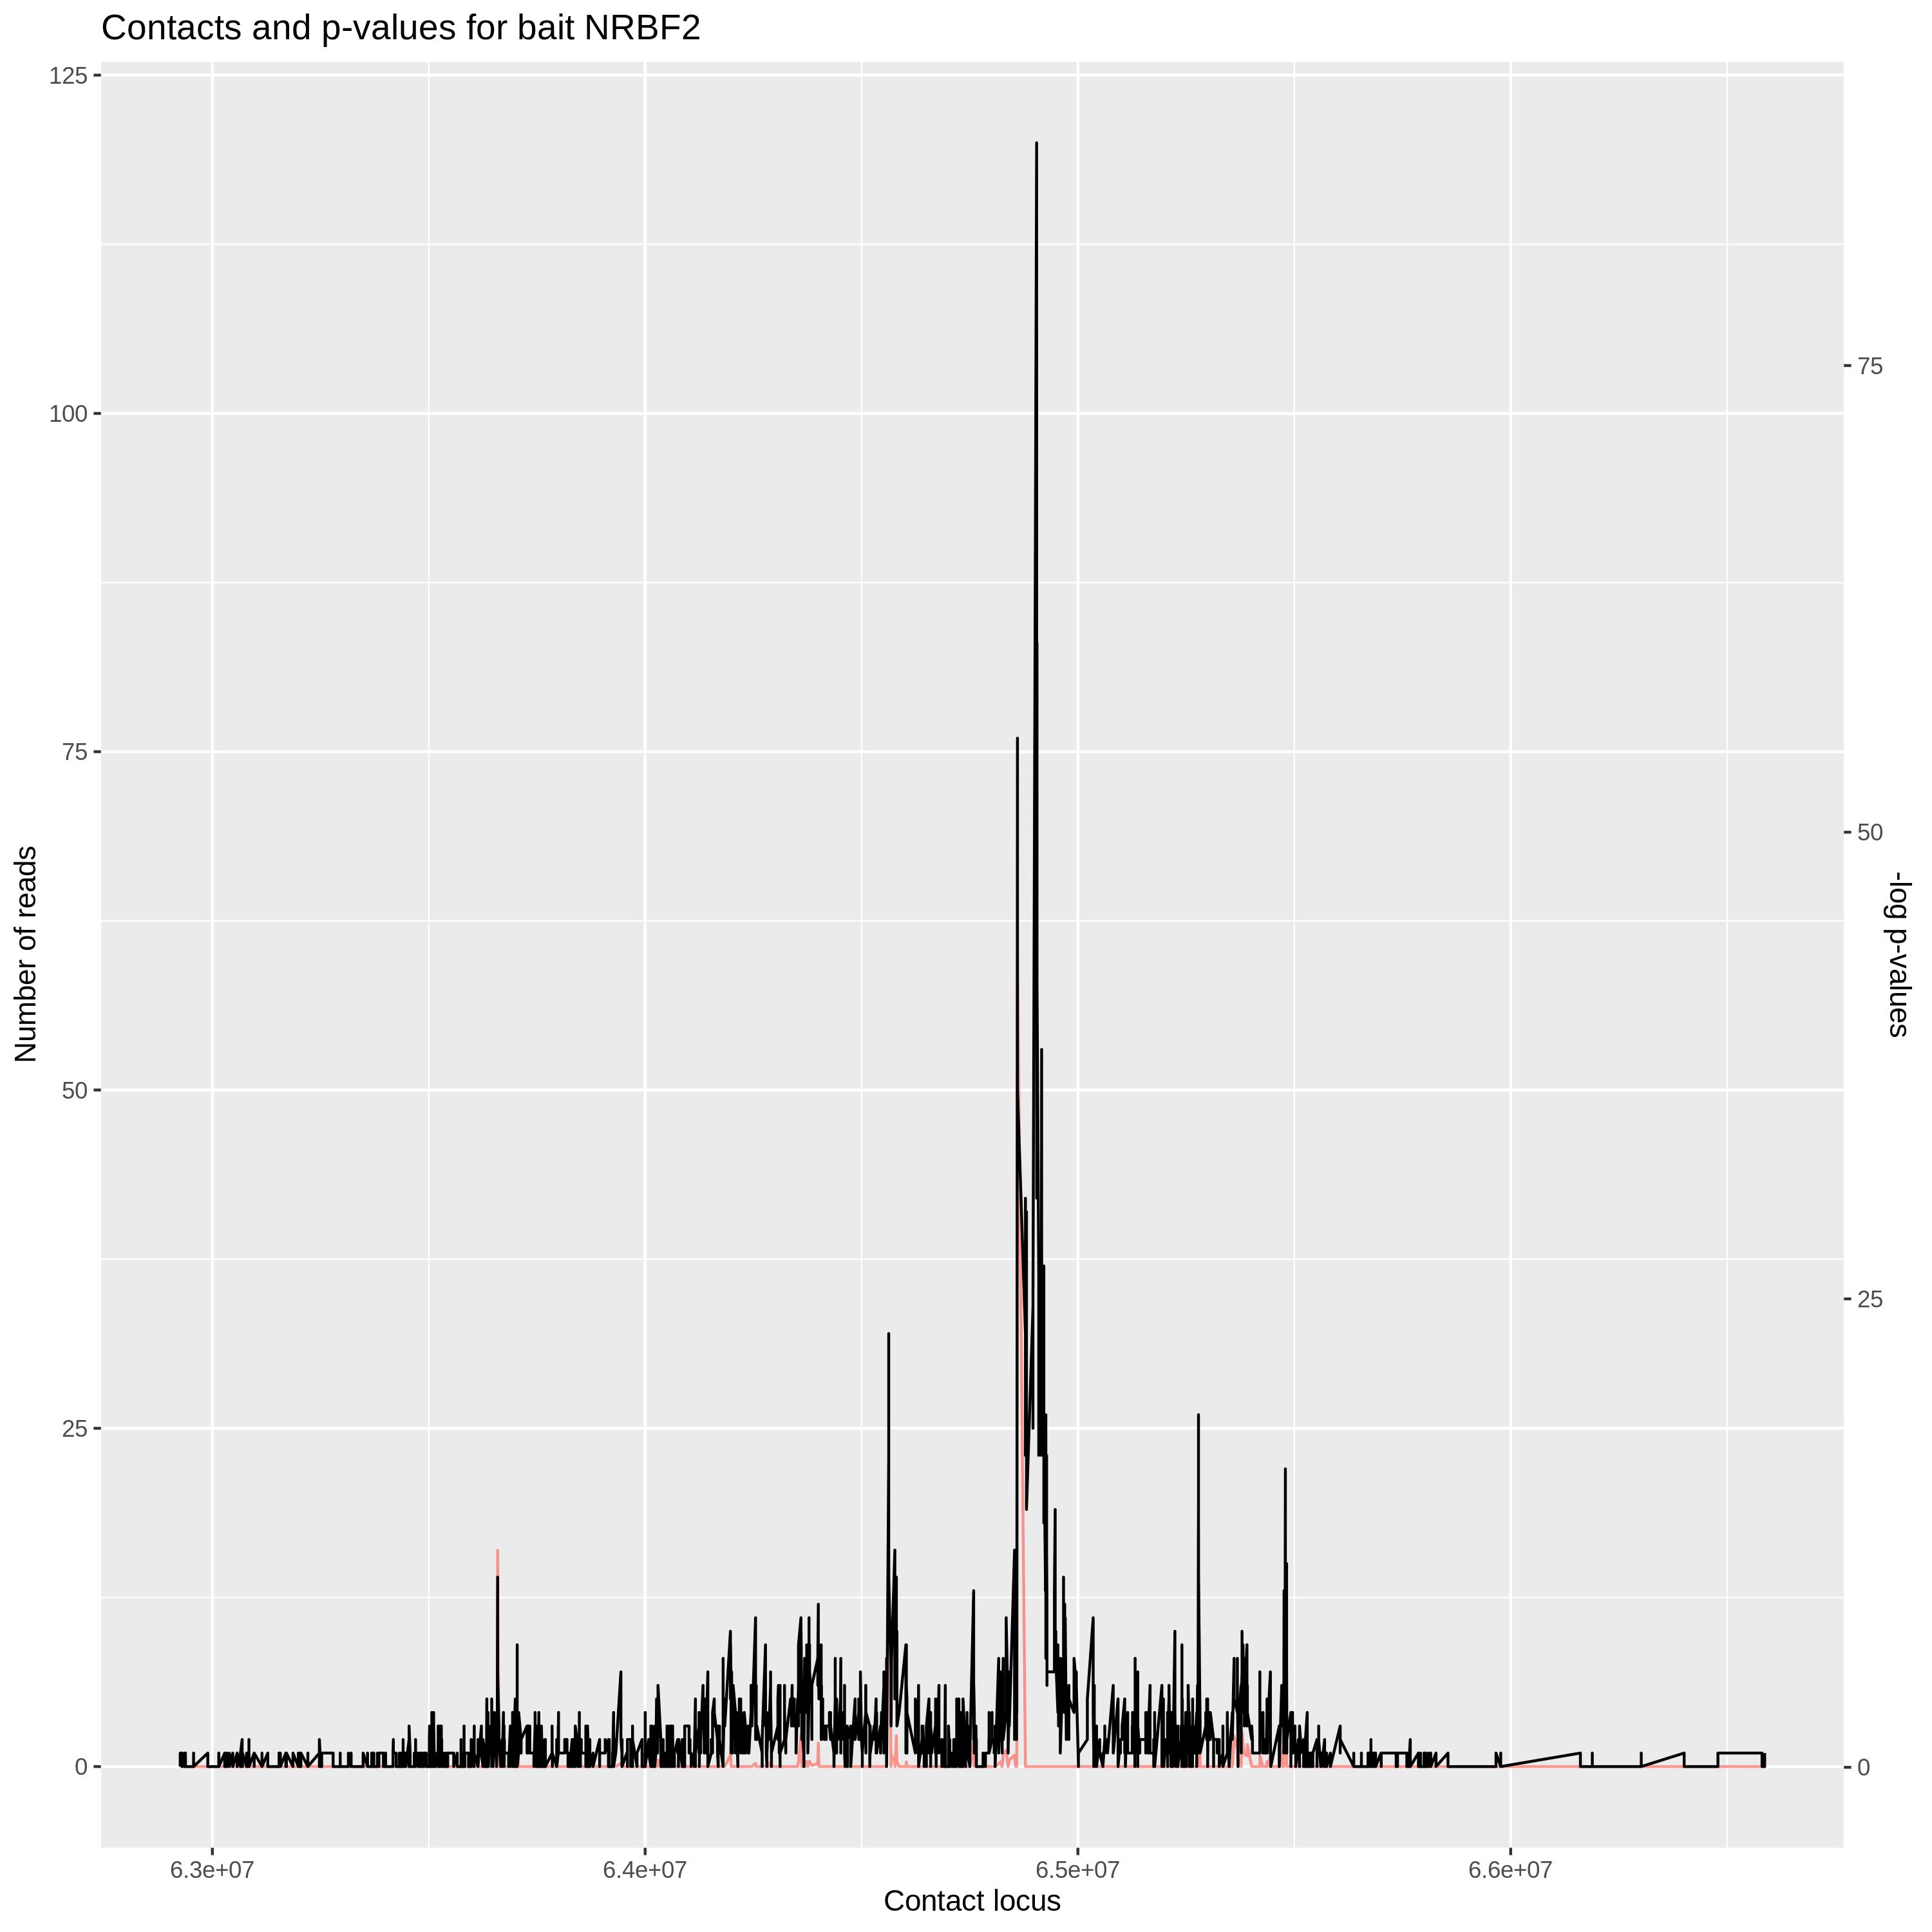 Contacts and p-values for bait NRBF2
125
100
75
50
25
0
Number of reads
75
50
25
0
-log p-values
6.3e+07 6.4e+07 6.5e+07 6.6e+07
Contact locus